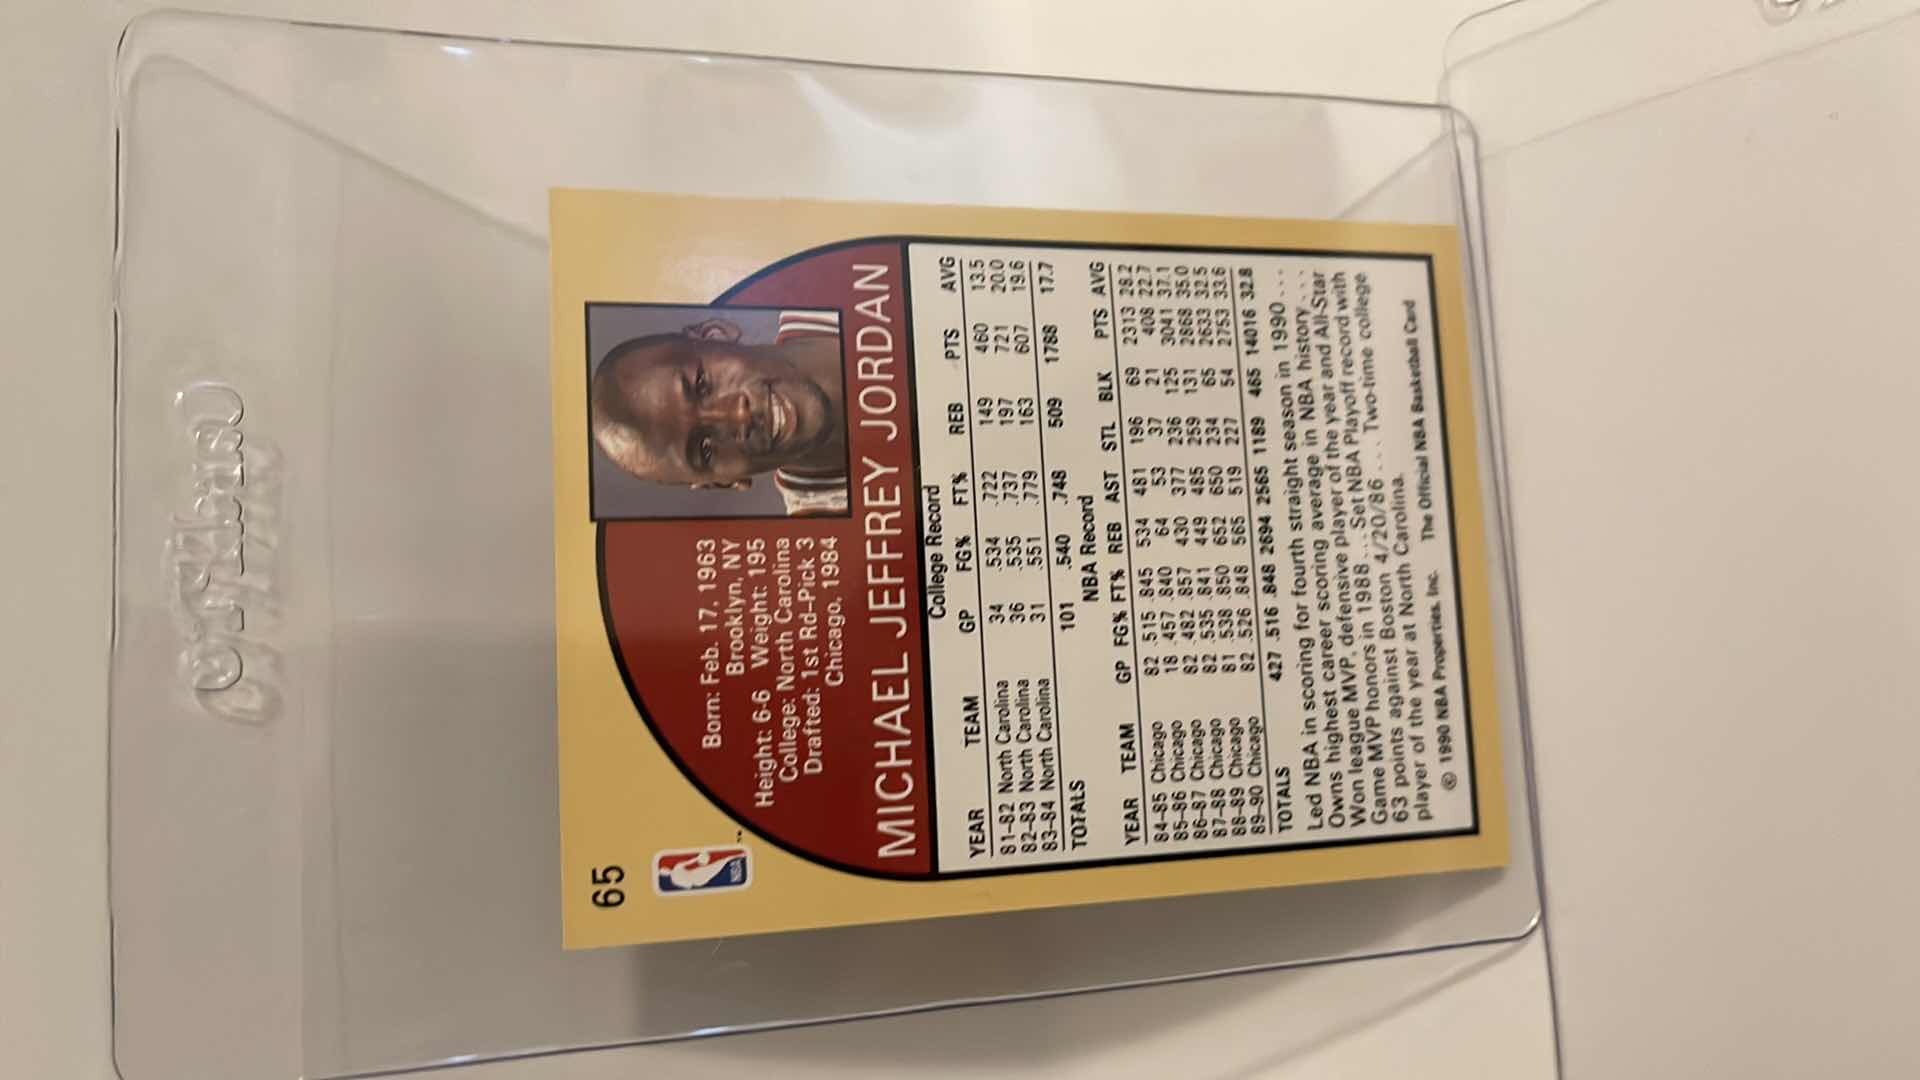 65
NBA
Born: Feb. 17, 1963
Brooklyn, NY
Height: 6-6 Weight: 195
College: North Carolina
Drafted: 1st Rd-Pick 3
Chicago, 1984
MICHAEL JEFFREY JORDAN
College Record
YEAR TEAM GP FG% FT% REB PTS AVG
81-82 North Carolina 34 .534 .722 149 460 13.5
82-83 North Carolina 36 .535 .737 197 721 20.0
83-84 North Carolina 31 .551 .779 163 607 19.6
TOTALS 101 .540 .748 509 1788 17.7
NBA Record
YEAR TEAM GP FG% FT% REB AST STL BLK PTS AVG
84-85 Chicago 82 .515 .845 534 481 196 69 2313 28.2
85-86 Chicago 18 .457 .840 64 53 37 21 408 22.7
86-87 Chicago 82 .482 .857 430 377 236 125 3041 37.1
87-88 Chicago 82 .535 .841 449 485 259 131 2868 35.0
88-89 Chicago 81 .538 .850 652 650 234 65 2633 32.5
89-90 Chicago 82 .526 .848 565 519 227 54 2753 33.6
TOTALS 427 .516 .848 2694 2565 1189 465 14016 32.8
Led NBA in scoring for fourth straight season in 1990 . . .
Owns highest career scoring average in NBA history . . .
Won league MVP, defensive player of the year and All-Star
Game MVP honors in 1988 . . . Set NBA Playoff record with
63 points against Boston 4/20/86 . . . Two-time college
player of the year at North Carolina.
© 1990 NBA Properties, Inc. The Official NBA Basketball Card